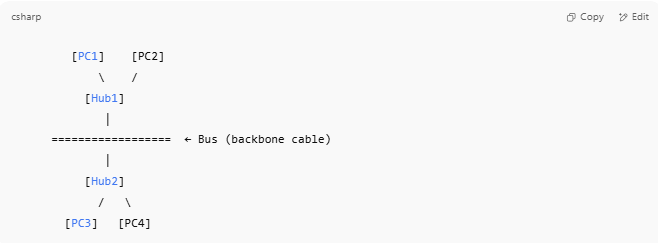 csharp Copy Edit
[PC1]    [PC2]
\    /
[Hub1]
|
================== ← Bus (backbone cable)
|
[Hub2]
/   \
[PC3]   [PC4]